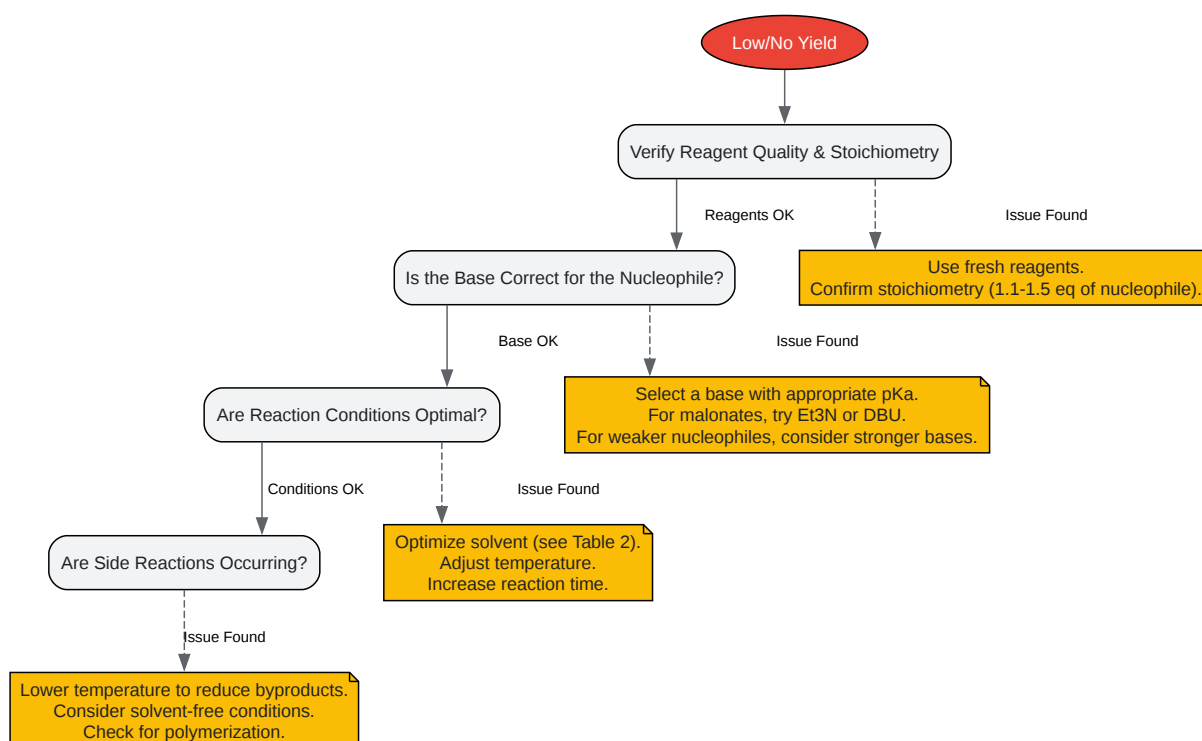 Low/No Yield
Verify Reagent Quality & Stoichiometry
Reagents OK
Issue Found
Is the Base Correct for the Nucleophile?
Use fresh reagents.
Confirm stoichiometry (1.1-1.5 eq of nucleophile).
Base OK
Issue Found
Are Reaction Conditions Optimal?
Select a base with appropriate pKa.
For malonates, try Et3N or DBU.
For weaker nucleophiles, consider stronger bases.
Conditions OK
Issue Found
Are Side Reactions Occurring?
Optimize solvent (see Table 2).
Adjust temperature.
Increase reaction time.
Issue Found
Lower temperature to reduce byproducts.
Consider solvent-free conditions.
Check for polymerization.